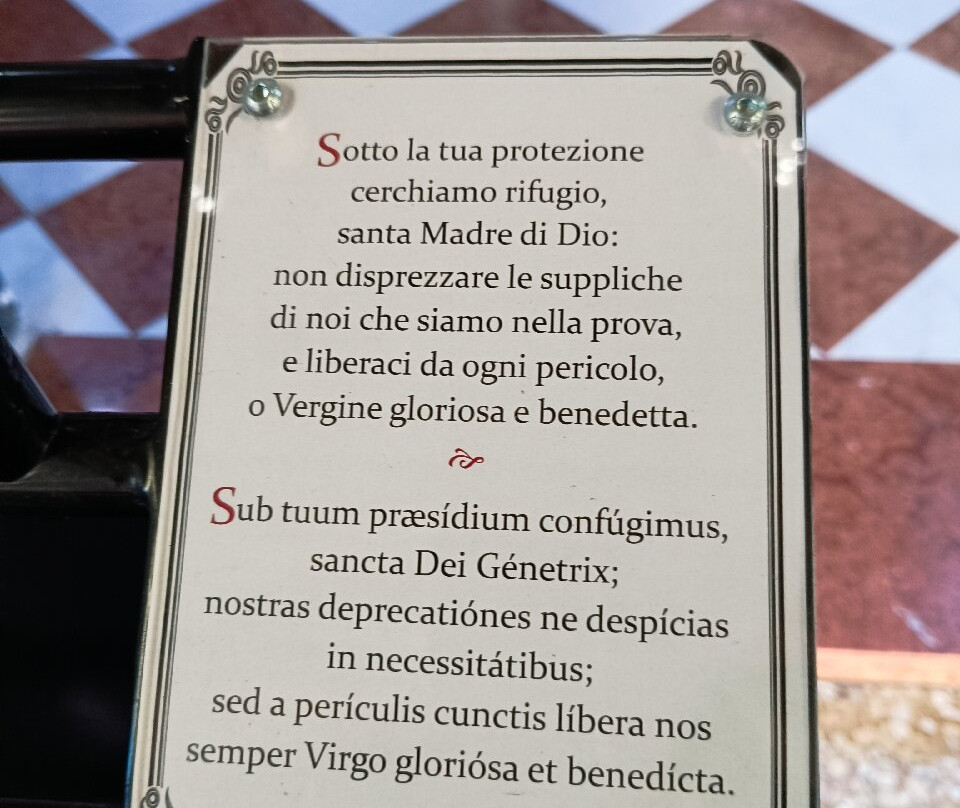 Sotto la tua protezione
cerchiamo rifugio,
santa Madre di Dio:
non disprezzare le suppliche
di noi che siamo nella prova,
e liberaci da ogni pericolo,
o Vergine gloriosa e benedetta.
Sub tuum præsídium confúgimus,
sancta Dei Génetrix;
nostras deprecatiónes ne despícias
in necessitátibus;
sed a perículis cunctis líbera nos
semper Virgo gloriósa et benedícta.